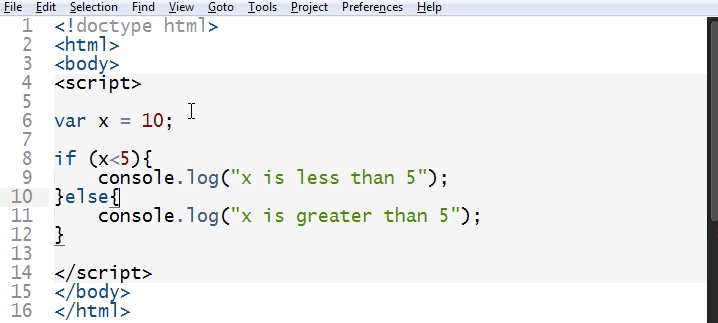 File Edit Selection Find View Goto Tools Project Preferences Help
1 <!doctype html>
2 <html>
3 <body>
4 <script>
5
6 var x = 10;
7
8 if (x<5){
9     console.log("x is less than 5");
10 }else{
11     console.log("x is greater than 5");
12 }
13
14 </script>
15 </body>
16 </html>